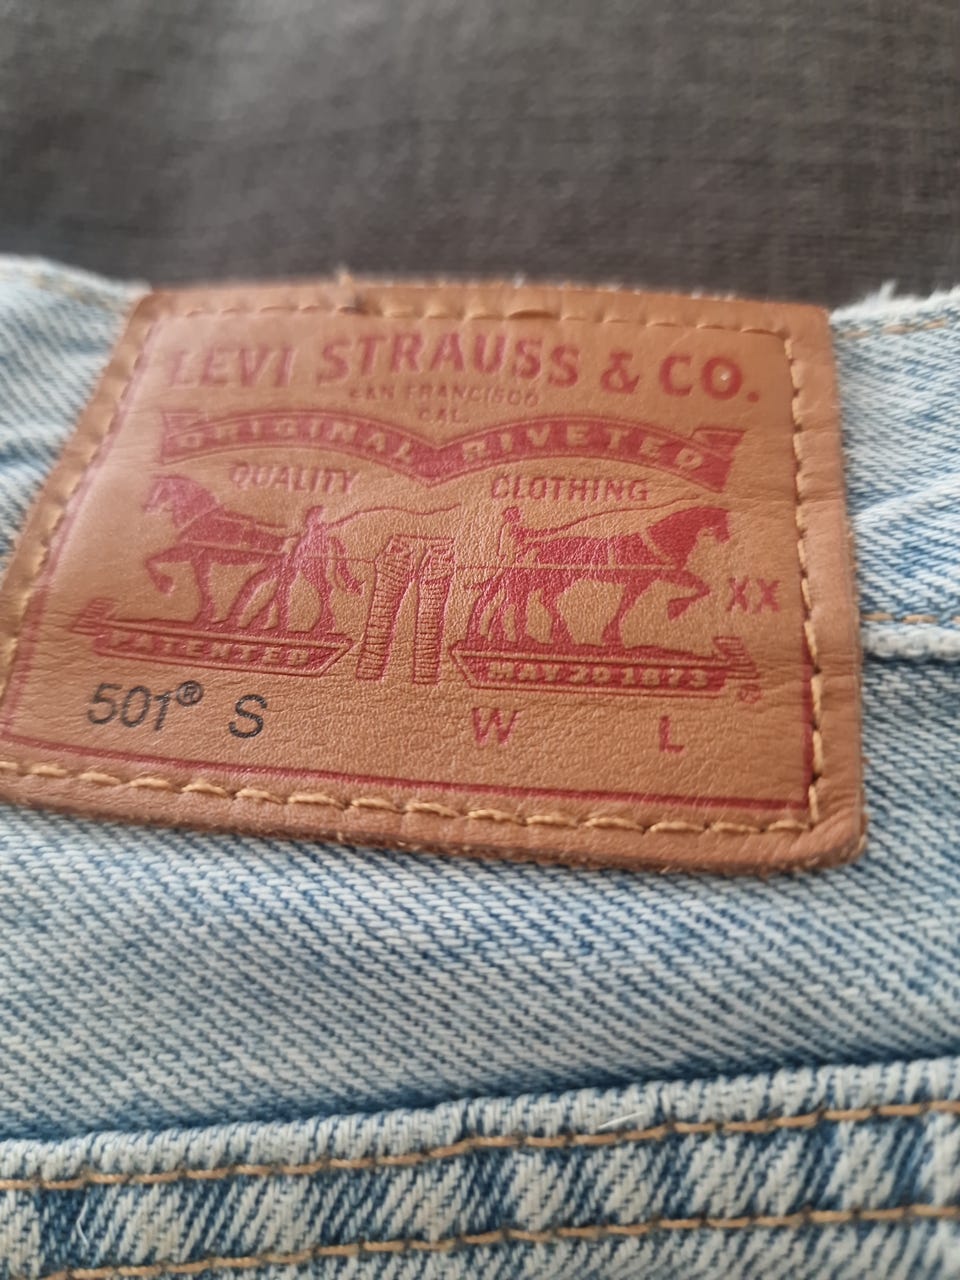 LEVI STRAUSS & CO.
SAN FRANCISCO
CAL.
ORIGINAL RIVETED
QUALITY CLOTHING
XX
PATENTED MAY 20 1873 ®
501® S W L